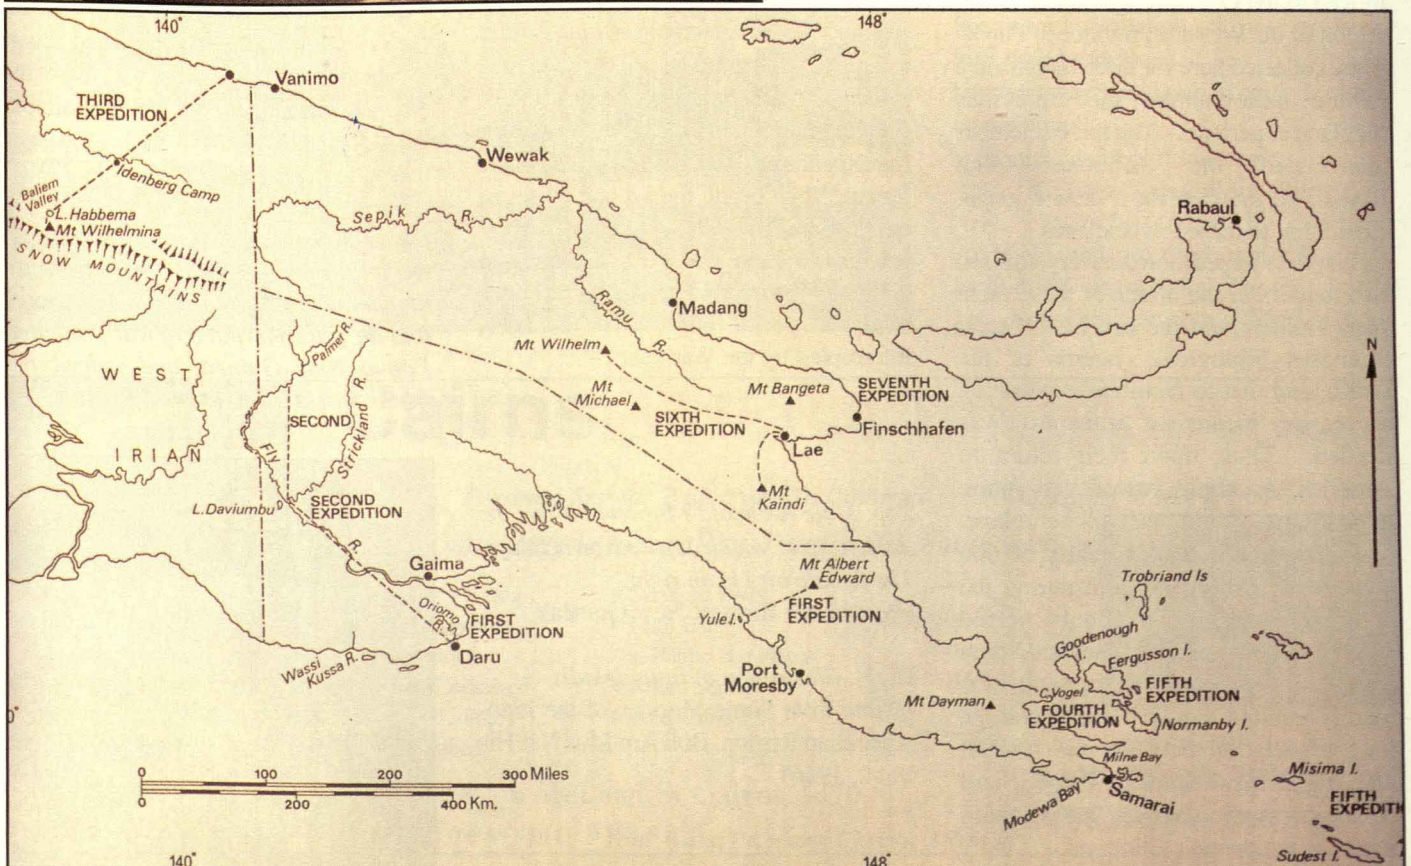 140°
148°
Vanimo
THIRD
EXPEDITION
Wewak
Idenberg Camp
Baliem
Valley
L. Habbema
Mt Wilhelmina
SNOW MOUNTAINS
Sepik R.
Rabaul
Madang
Ramu R.
Palmer R.
Mt Wilhelm
N
WEST
IRIAN
Mt
Michael
Mt Bangeta
SEVENTH
EXPEDITION
SECOND
Strickland R.
SIXTH
EXPEDITION
Finschhafen
Lae
Fly R.
Mt
Kaindi
L. Daviumbu
SECOND
EXPEDITION
Gaima
Mt Albert
Edward
Trobriand Is
Oriomo
R.
FIRST
EXPEDITION
Yule I.
FIRST
EXPEDITION
Goodenough
I.
Fergusson I.
Daru
Wassi
Kussa R.
Port
Moresby
FIFTH
EXPEDITION
C. Vogel
Mt Dayman
FOURTH
EXPEDITION
Normanby I.
0°
Milne Bay
0 100 200 300 Miles
0 200 400 Km.
Modewa Bay
Samarai
Misima I.
FIFTH
Sudest I.
140°
148°